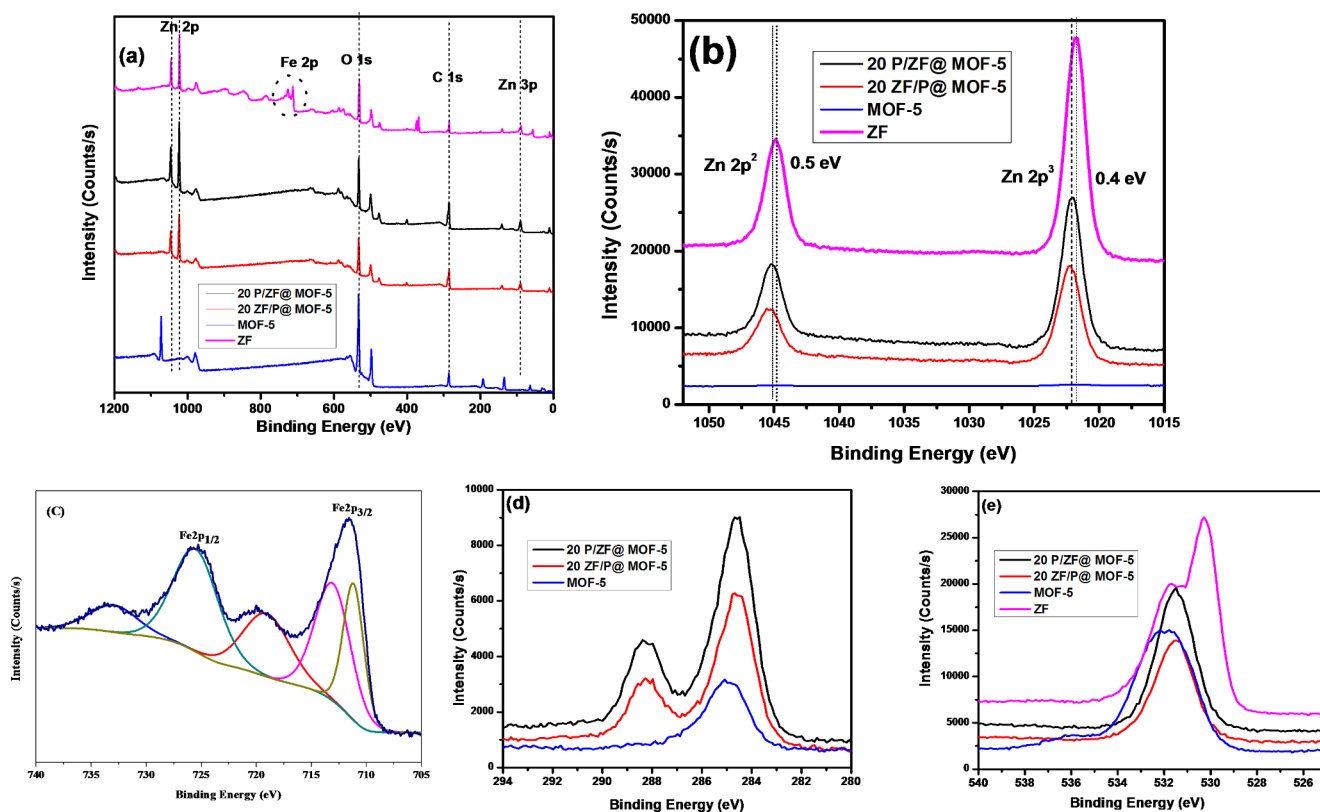 (a)
Zn 2p
Fe 2p
O 1s
C 1s
Zn 3p
Intensity (Counts/s)
20 P/ZF@ MOF-5
20 ZF/P@ MOF-5
MOF-5
ZF
1200 1000 800 600 400 200 0
Binding Energy (eV)
(b)
50000
40000
30000
20000
10000
0
Intensity (Counts/s)
20 P/ZF@ MOF-5
20 ZF/P@ MOF-5
MOF-5
ZF
Zn 2p²
0.5 eV
Zn 2p³
0.4 eV
1050 1045 1040 1035 1030 1025 1020 1015
Binding Energy (eV)
(C)
Fe2p1/2
Fe2p3/2
Intensity (Counts/s)
740 735 730 725 720 715 710 705
Binding Energy (eV)
(d)
10000
8000
6000
4000
2000
0
Intensity (Counts/s)
20 P/ZF@ MOF-5
20 ZF/P@ MOF-5
MOF-5
294 292 290 288 286 284 282 280
Binding Energy (eV)
(e)
30000
25000
20000
15000
10000
5000
0
Intensity (Counts/s)
20 P/ZF@ MOF-5
20 ZF/P@ MOF-5
MOF-5
ZF
540 538 536 534 532 530 528 526
Binding Energy (eV)